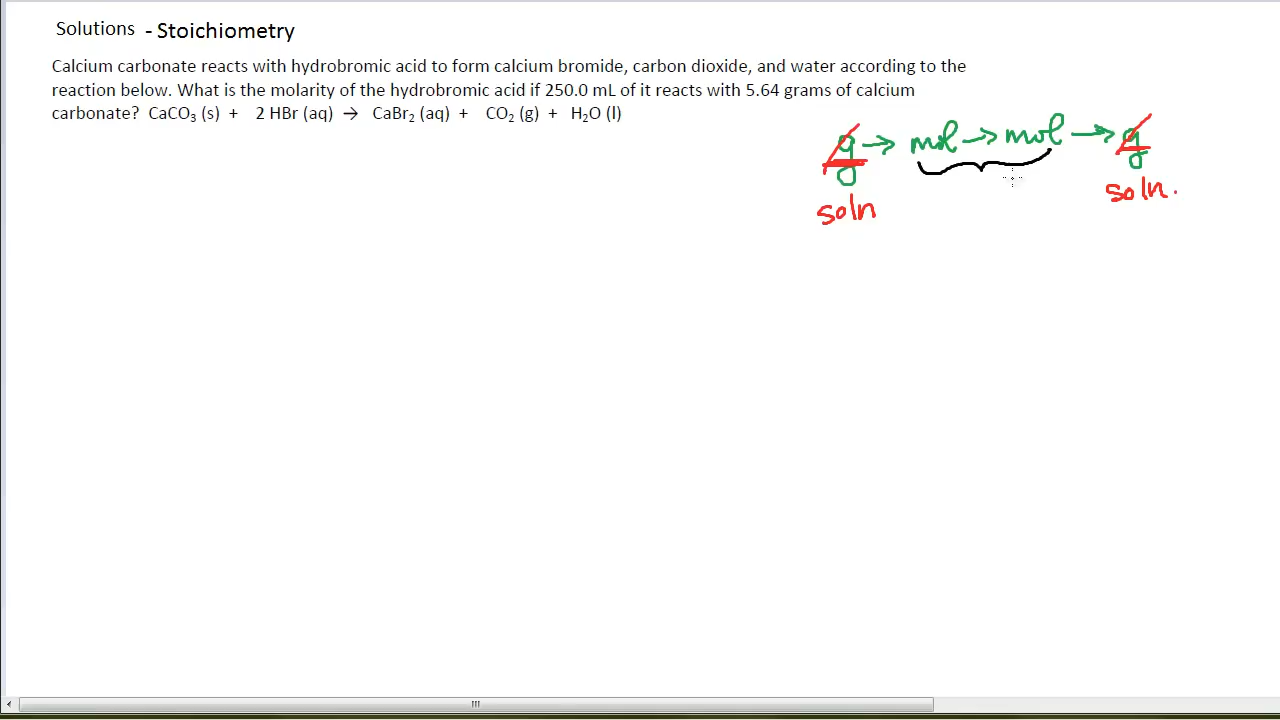 Solutions - Stoichiometry
Calcium carbonate reacts with hydrobromic acid to form calcium bromide, carbon dioxide, and water according to the
reaction below. What is the molarity of the hydrobromic acid if 250.0 mL of it reacts with 5.64 grams of calcium
carbonate? CaCO₃ (s) + 2 HBr (aq) → CaBr₂ (aq) + CO₂ (g) + H₂O (l)
g → mol → mol → g
soln soln.